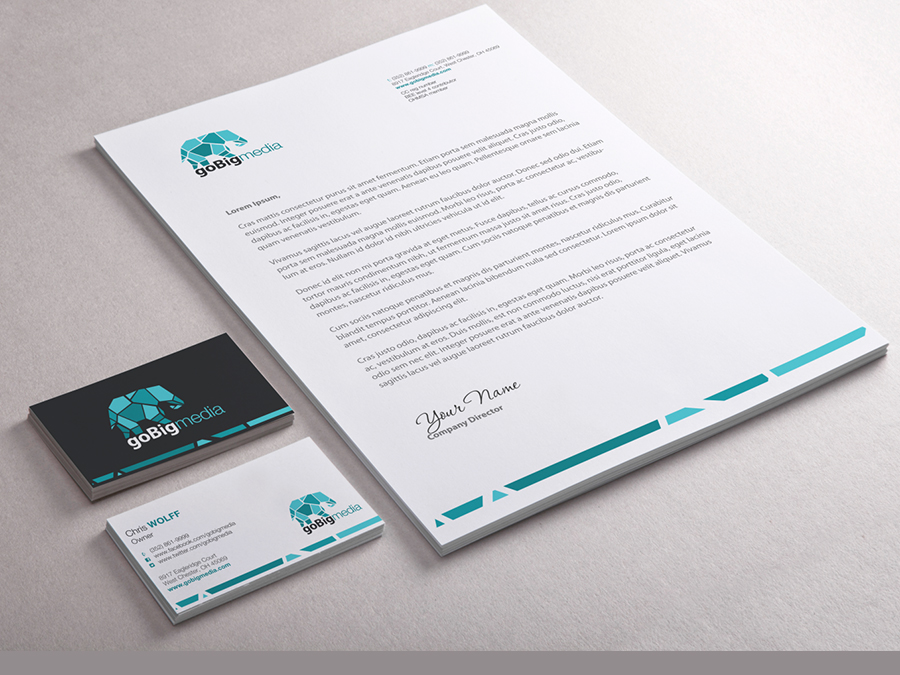 t. (352) 861-9999 m. (352) 861-9999
8917 Eagleridge Court, West Chester, OH 45069
www.gobigmedia.com
CC reg number
BEE level 4 contributor
OHMSA member
goBigmedia
Lorem Ipsum,
Cras mattis consectetur purus sit amet fermentum. Etiam porta sem malesuada magna mollis
euismod. Integer posuere erat a ante venenatis dapibus posuere velit aliquet. Cras justo odio,
dapibus ac facilisis in, egestas eget quam. Aenean eu leo quam. Pellentesque ornare sem lacinia
quam venenatis vestibulum.
Vivamus sagittis lacus vel augue laoreet rutrum faucibus dolor auctor. Donec sed odio dui. Etiam
porta sem malesuada magna mollis euismod. Morbi leo risus, porta ac consectetur ac, vestibu-
lum at eros. Nullam id dolor id nibh ultricies vehicula ut id elit.
Donec id elit non mi porta gravida at eget metus. Fusce dapibus, tellus ac cursus commodo,
tortor mauris condimentum nibh, ut fermentum massa justo sit amet risus. Cras justo odio,
dapibus ac facilisis in, egestas eget quam. Cum sociis natoque penatibus et magnis dis parturient
montes, nascetur ridiculus mus.
Cum sociis natoque penatibus et magnis dis parturient montes, nascetur ridiculus mus. Curabitur
blandit tempus porttitor. Aenean lacinia bibendum nulla sed consectetur. Lorem ipsum dolor sit
amet, consectetur adipiscing elit.
Cras justo odio, dapibus ac facilisis in, egestas eget quam. Morbi leo risus, porta ac consectetur
ac, vestibulum at eros. Duis mollis, est non commodo luctus, nisi erat porttitor ligula, eget lacinia
odio sem nec elit. Integer posuere erat a ante venenatis dapibus posuere velit aliquet. Vivamus
sagittis lacus vel augue laoreet rutrum faucibus dolor auctor.
Your Name
Company Director
goBigmedia
Chris WOLFF
Owner
(352) 861-9999
www.facebook.com/gobigmedia
www.twitter.com/gobigmedia
8917 Eagleridge Court
West Chester, OH 45069
www.gobigmedia.com
goBigmedia